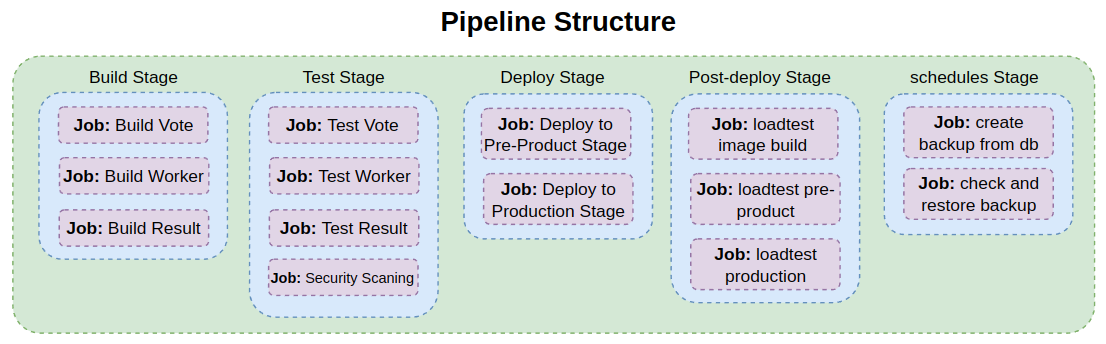 Pipeline Structure
Build Stage
Job: Build Vote
Job: Build Worker
Job: Build Result
Test Stage
Job: Test Vote
Job: Test Worker
Job: Test Result
Job: Security Scaning
Deploy Stage
Job: Deploy to
Pre-Product Stage
Job: Deploy to
Production Stage
Post-deploy Stage
Job: loadtest
image build
Job: loadtest pre-
product
Job: loadtest
production
schedules Stage
Job: create
backup from db
Job: check and
restore backup